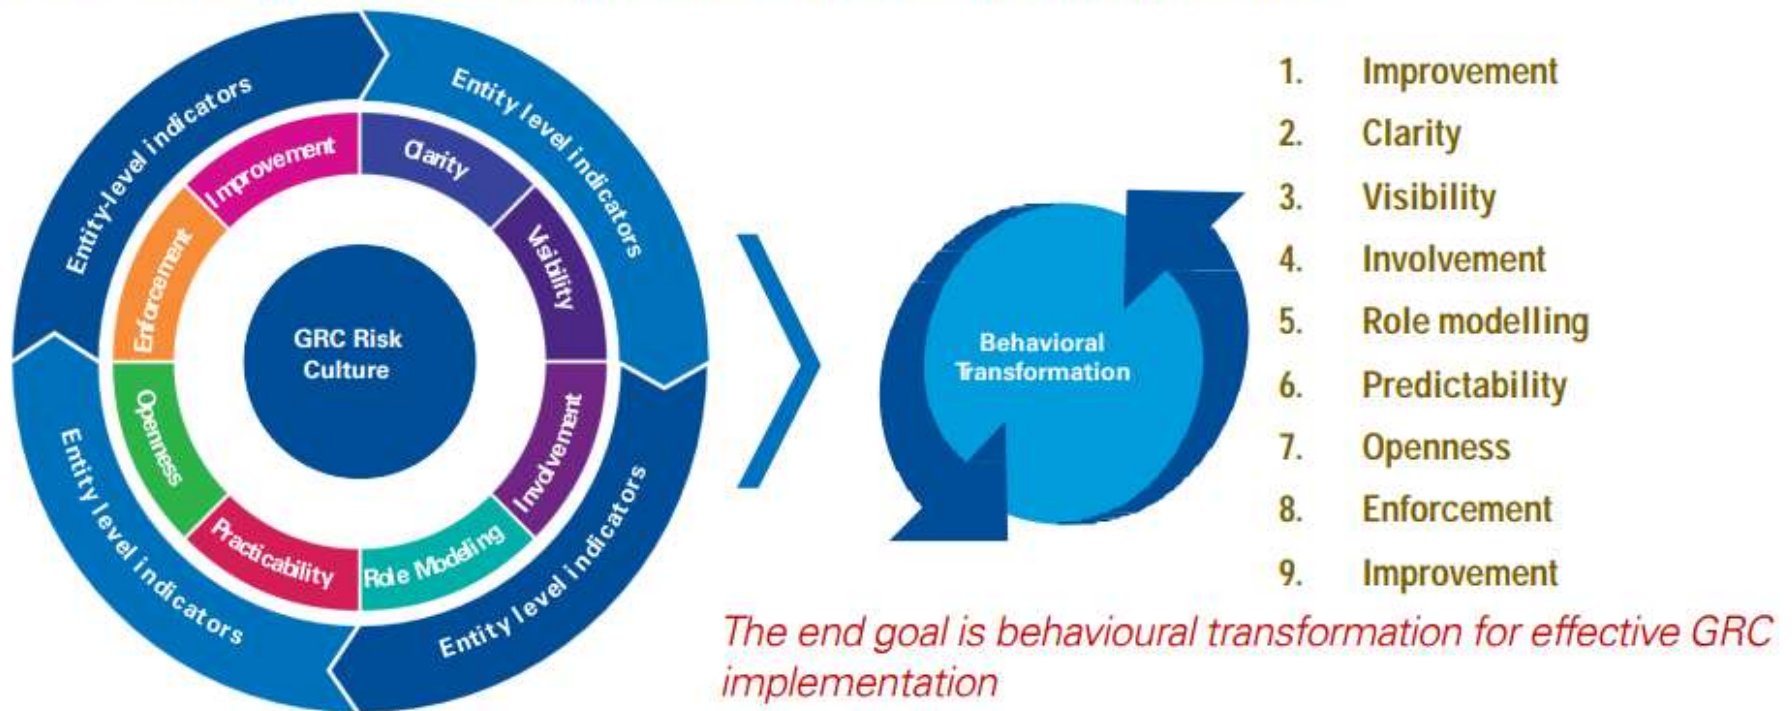 Entity-level indicators
Entity level indicators
Entity level indicators
Entity level indicators
Improvement
Clarity
Visibility
Involvement
Role Modeling
Practicability
Openness
Enforcement
GRC Risk
Culture
Behavioral
Transformation
1. Improvement
2. Clarity
3. Visibility
4. Involvement
5. Role modelling
6. Predictability
7. Openness
8. Enforcement
9. Improvement
The end goal is behavioural transformation for effective GRC
implementation